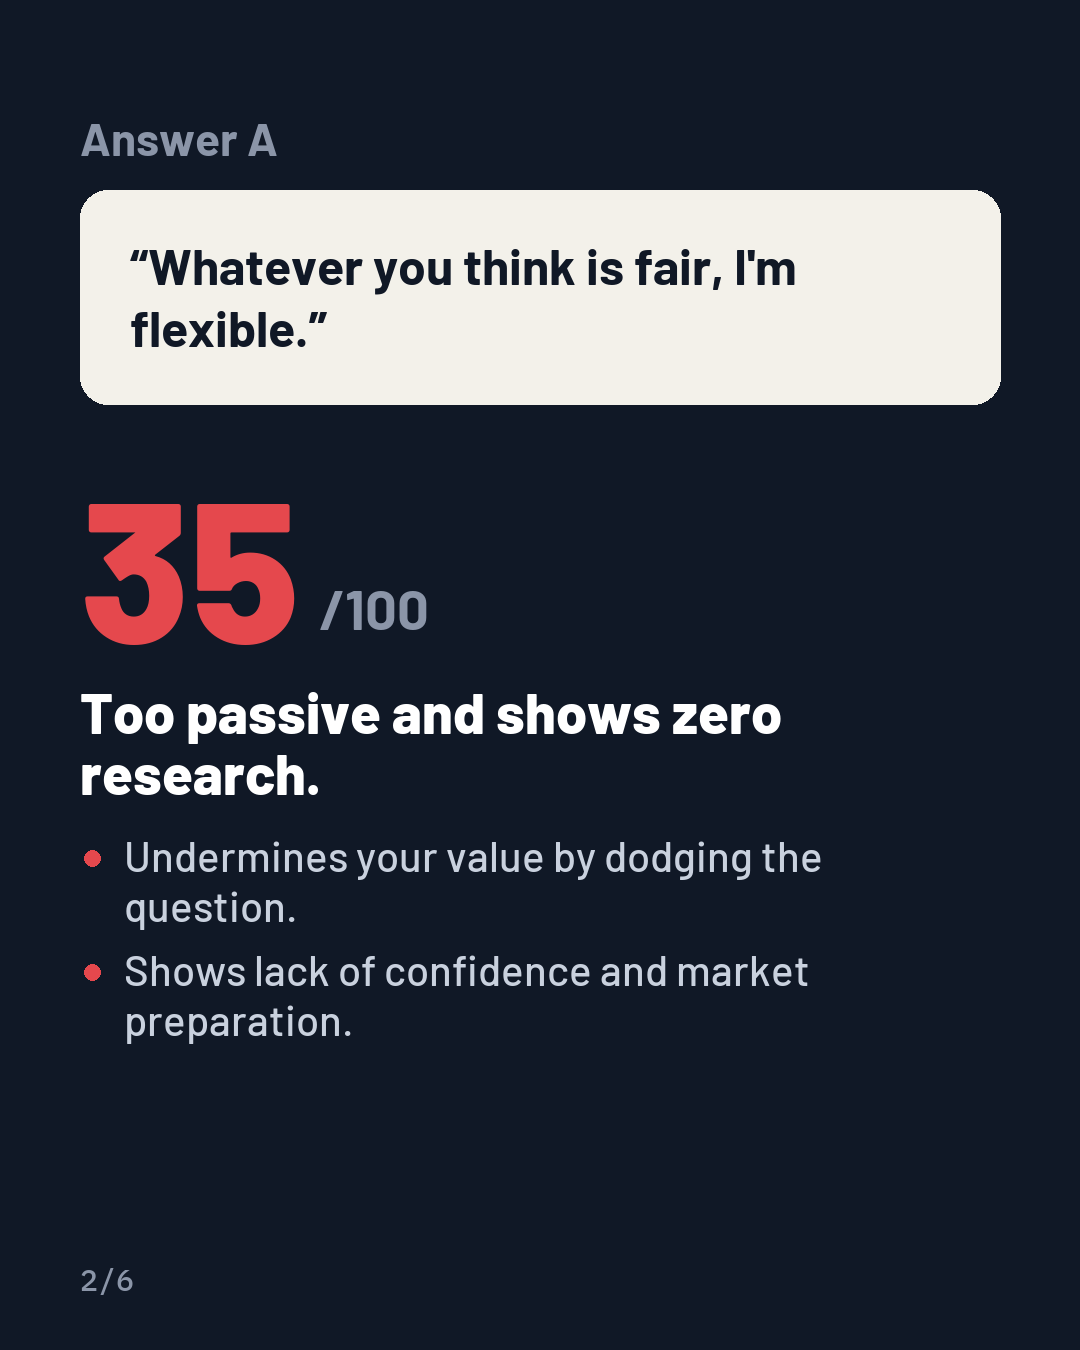 Answer A
“Whatever you think is fair, I'm
flexible.”
35 /100
Too passive and shows zero
research.
• Undermines your value by dodging the
question.
• Shows lack of confidence and market
preparation.
2/6